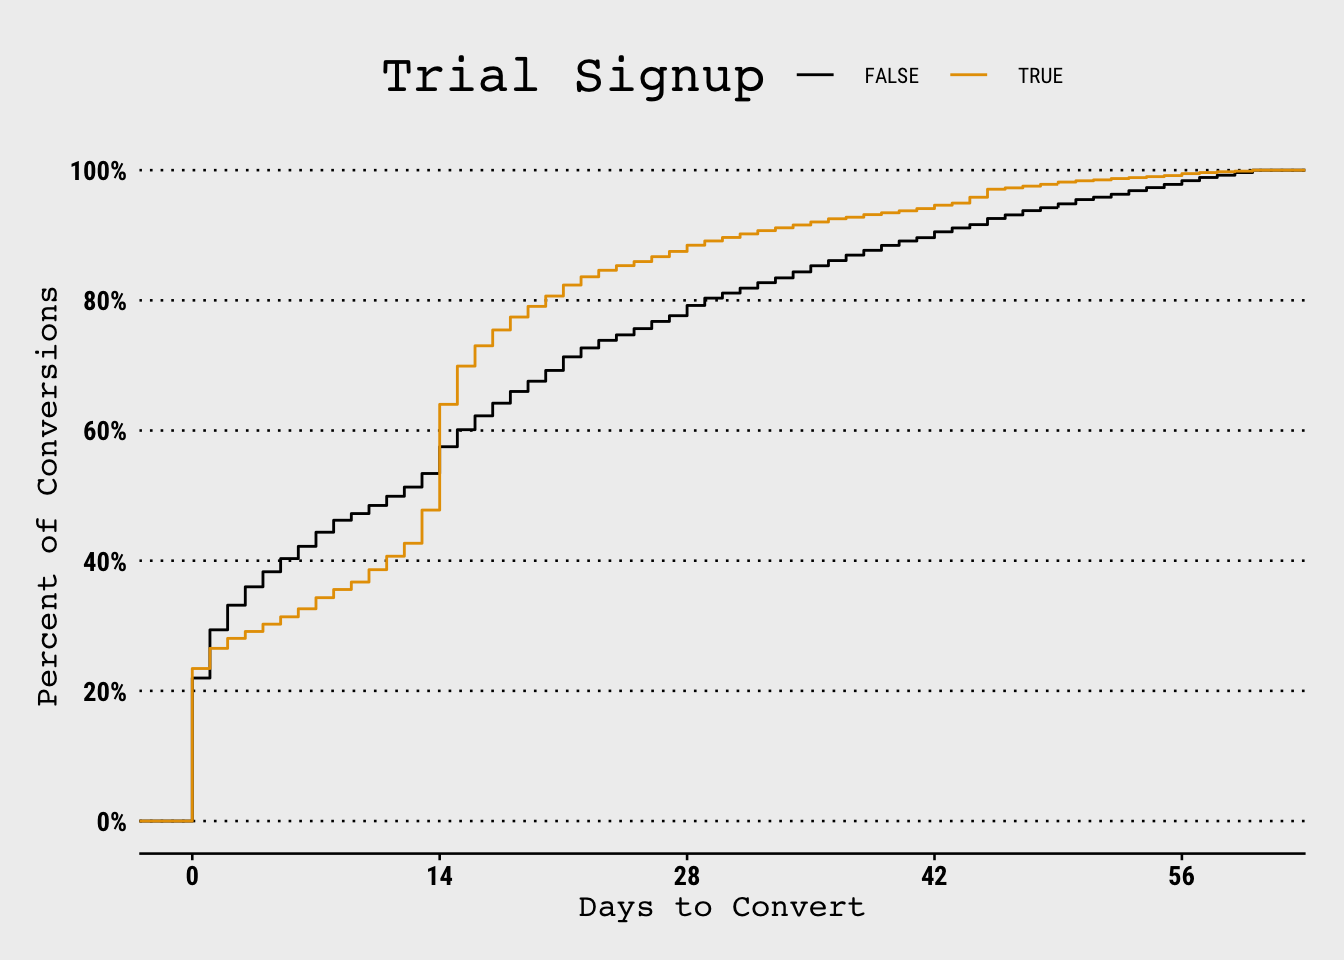 Trial Signup FALSE TRUE
100%
80%
60%
40%
20%
0%
Percent of Conversions
0 14 28 42 56
Days to Convert